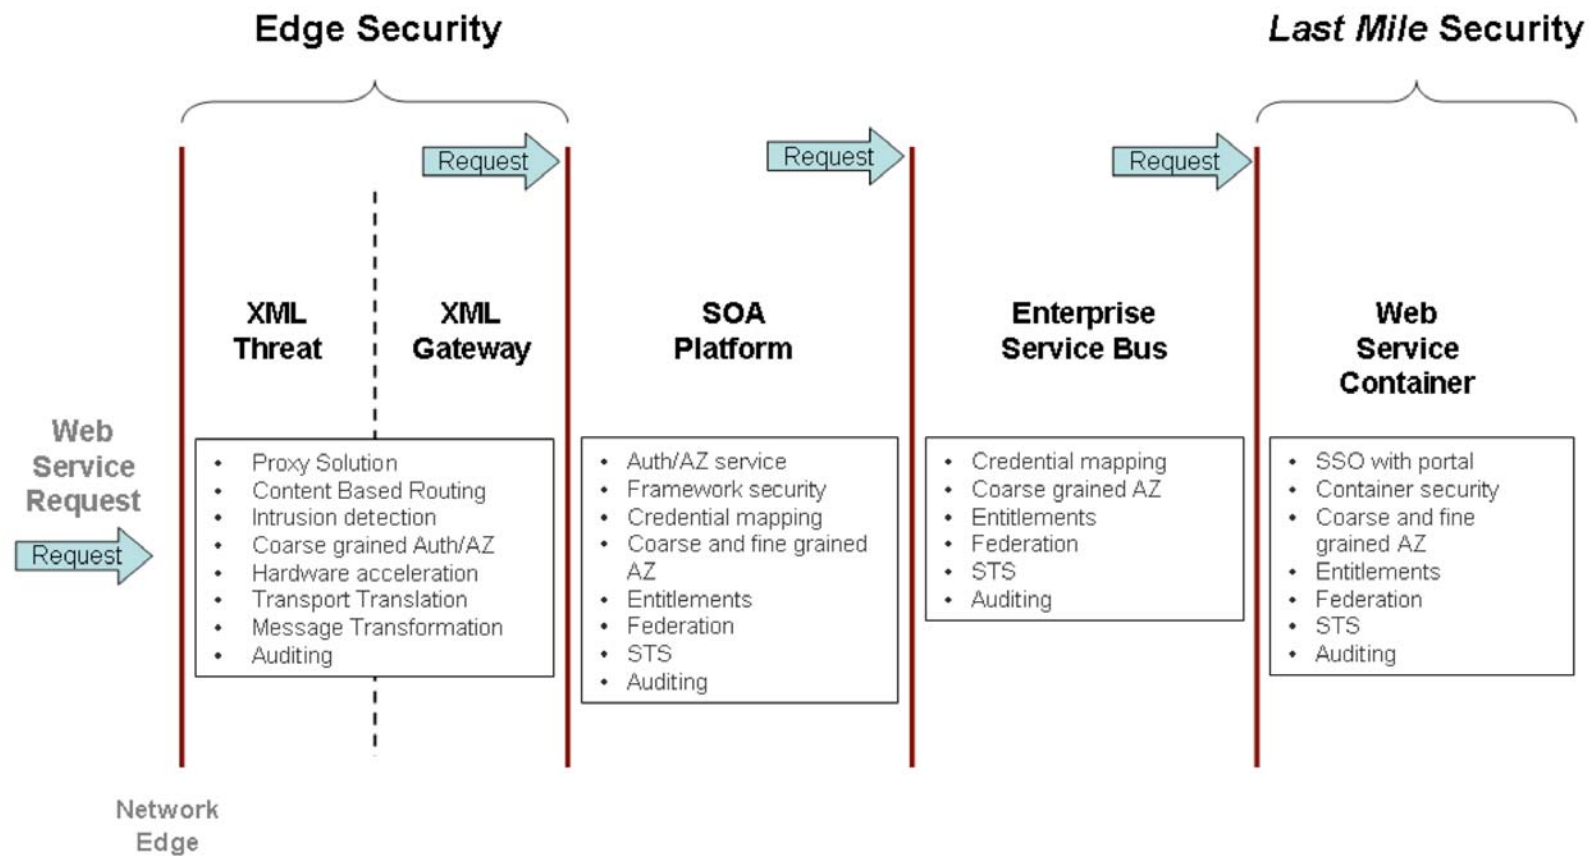 Edge Security
Last Mile Security
Request
Request
Request
XML
Threat
XML
Gateway
SOA
Platform
Enterprise
Service Bus
Web
Service
Container
Web
Service
Request
Request
• Proxy Solution
• Content Based Routing
• Intrusion detection
• Coarse grained Auth/AZ
• Hardware acceleration
• Transport Translation
• Message Transformation
• Auditing
• Auth/AZ service
• Framework security
• Credential mapping
• Coarse and fine grained
AZ
• Entitlements
• Federation
• STS
• Auditing
• Credential mapping
• Coarse grained AZ
• Entitlements
• Federation
• STS
• Auditing
• SSO with portal
• Container security
• Coarse and fine
grained AZ
• Entitlements
• Federation
• STS
• Auditing
Network
Edge